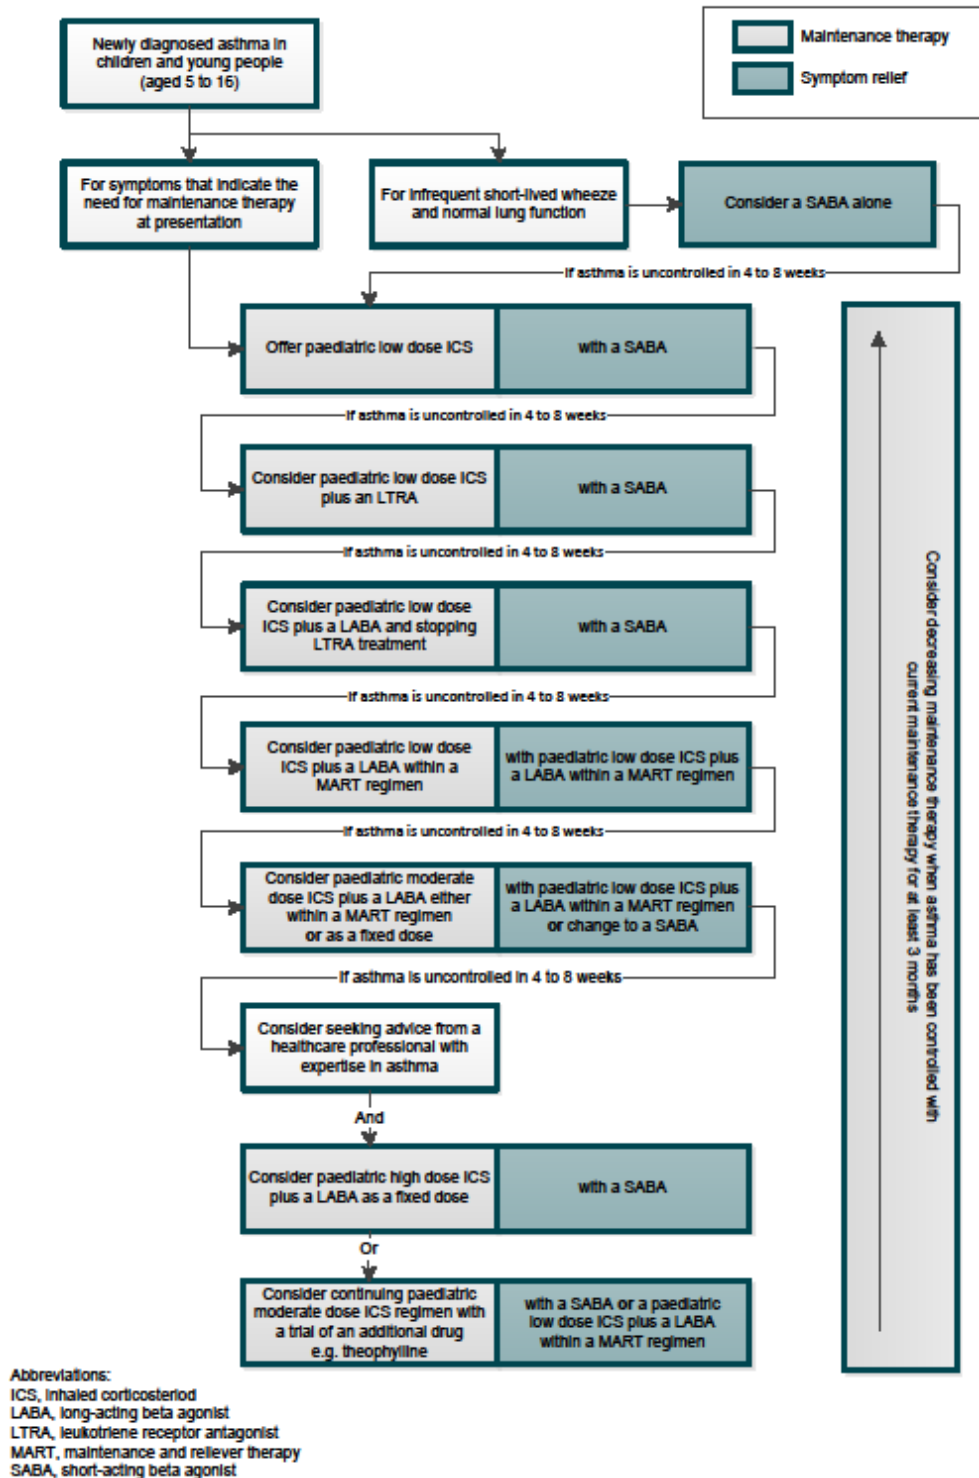 Newly diagnosed asthma in
children and young people
(aged 5 to 16)
Maintenance therapy
Symptom relief
For symptoms that indicate the
need for maintenance therapy
at presentation
For infrequent short-lived wheeze
and normal lung function
Consider a SABA alone
If asthma is uncontrolled in 4 to 8 weeks
Offer paediatric low dose ICS
with a SABA
If asthma is uncontrolled in 4 to 8 weeks
Consider paediatric low dose ICS
plus an LTRA
with a SABA
If asthma is uncontrolled in 4 to 8 weeks
Consider paediatric low dose
ICS plus a LABA and stopping
LTRA treatment
with a SABA
If asthma is uncontrolled in 4 to 8 weeks
Consider paediatric low dose
ICS plus a LABA within a
MART regimen
with paediatric low dose ICS plus
a LABA within a MART regimen
If asthma is uncontrolled in 4 to 8 weeks
Consider paediatric moderate
dose ICS plus a LABA either
within a MART regimen
or as a fixed dose
with paediatric low dose ICS plus
a LABA within a MART regimen
or change to a SABA
If asthma is uncontrolled in 4 to 8 weeks
Consider seeking advice from a
healthcare professional with
expertise in asthma
And
Consider paediatric high dose ICS
plus a LABA as a fixed dose
with a SABA
Or
Consider continuing paediatric
moderate dose ICS regimen with
a trial of an additional drug
e.g. theophylline
with a SABA or a paediatric
low dose ICS plus a LABA
within a MART regimen
Consider decreasing maintenance therapy when asthma has been controlled with
current maintenance therapy for at least 3 months
Abbreviations:
ICS, inhaled corticosteriod
LABA, long-acting beta agonist
LTRA, leukotriene receptor antagonist
MART, maintenance and reliever therapy
SABA, short-acting beta agonist